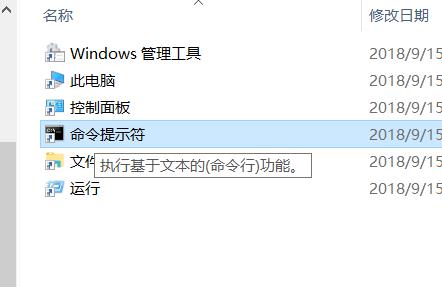 名称 修改日期
Windows 管理工具 2018/9/15
此电脑 2018/9/15
控制面板 2018/9/15
命令提示符 2018/9/15
文件 2018/9/15
执行基于文本的(命令行)功能。
运行 2018/9/15